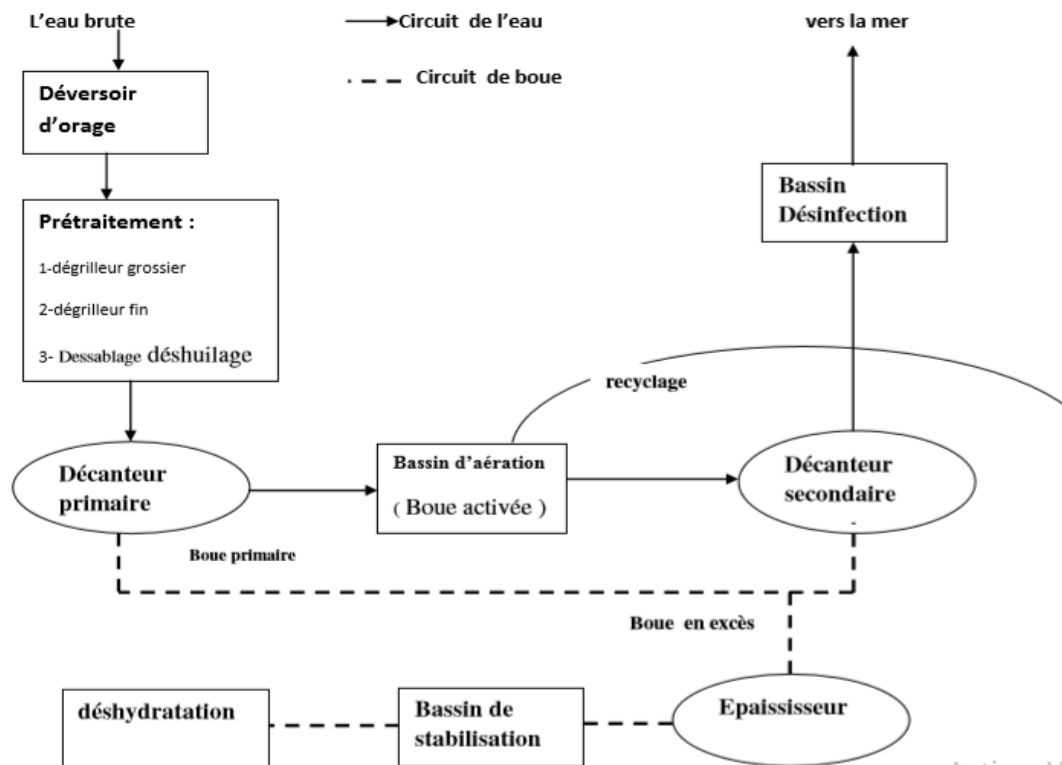 L'eau brute
Circuit de l'eau
vers la mer
Circuit de boue
Déversoir
d'orage
Prétraitement :
1-dégrilleur grossier
2-dégrilleur fin
3- Dessablage déshuilage
Bassin
Désinfection
recyclage
Décanteur
primaire
Bassin d'aération
( Boue activée )
Décanteur
secondaire
Boue primaire
Boue en excès
déshydratation
Bassin de
stabilisation
Epaississeur